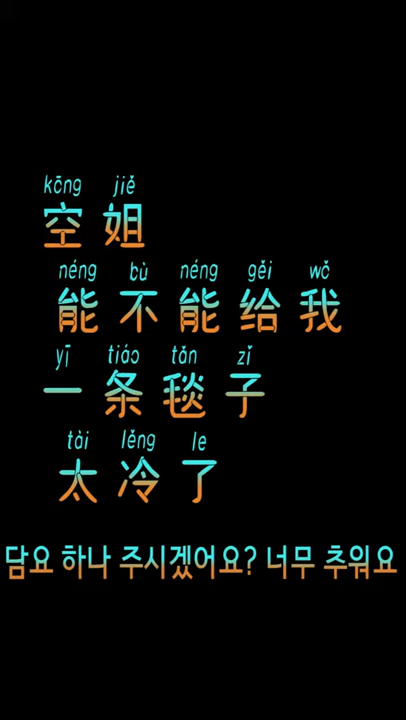 kōng jiě
空姐
néng bù néng gěi wǒ
能不能给我
yī tiáo tǎn zǐ
一条毯子
tài lěng le
太冷了
담요 하나 주시겠어요? 너무 추워요